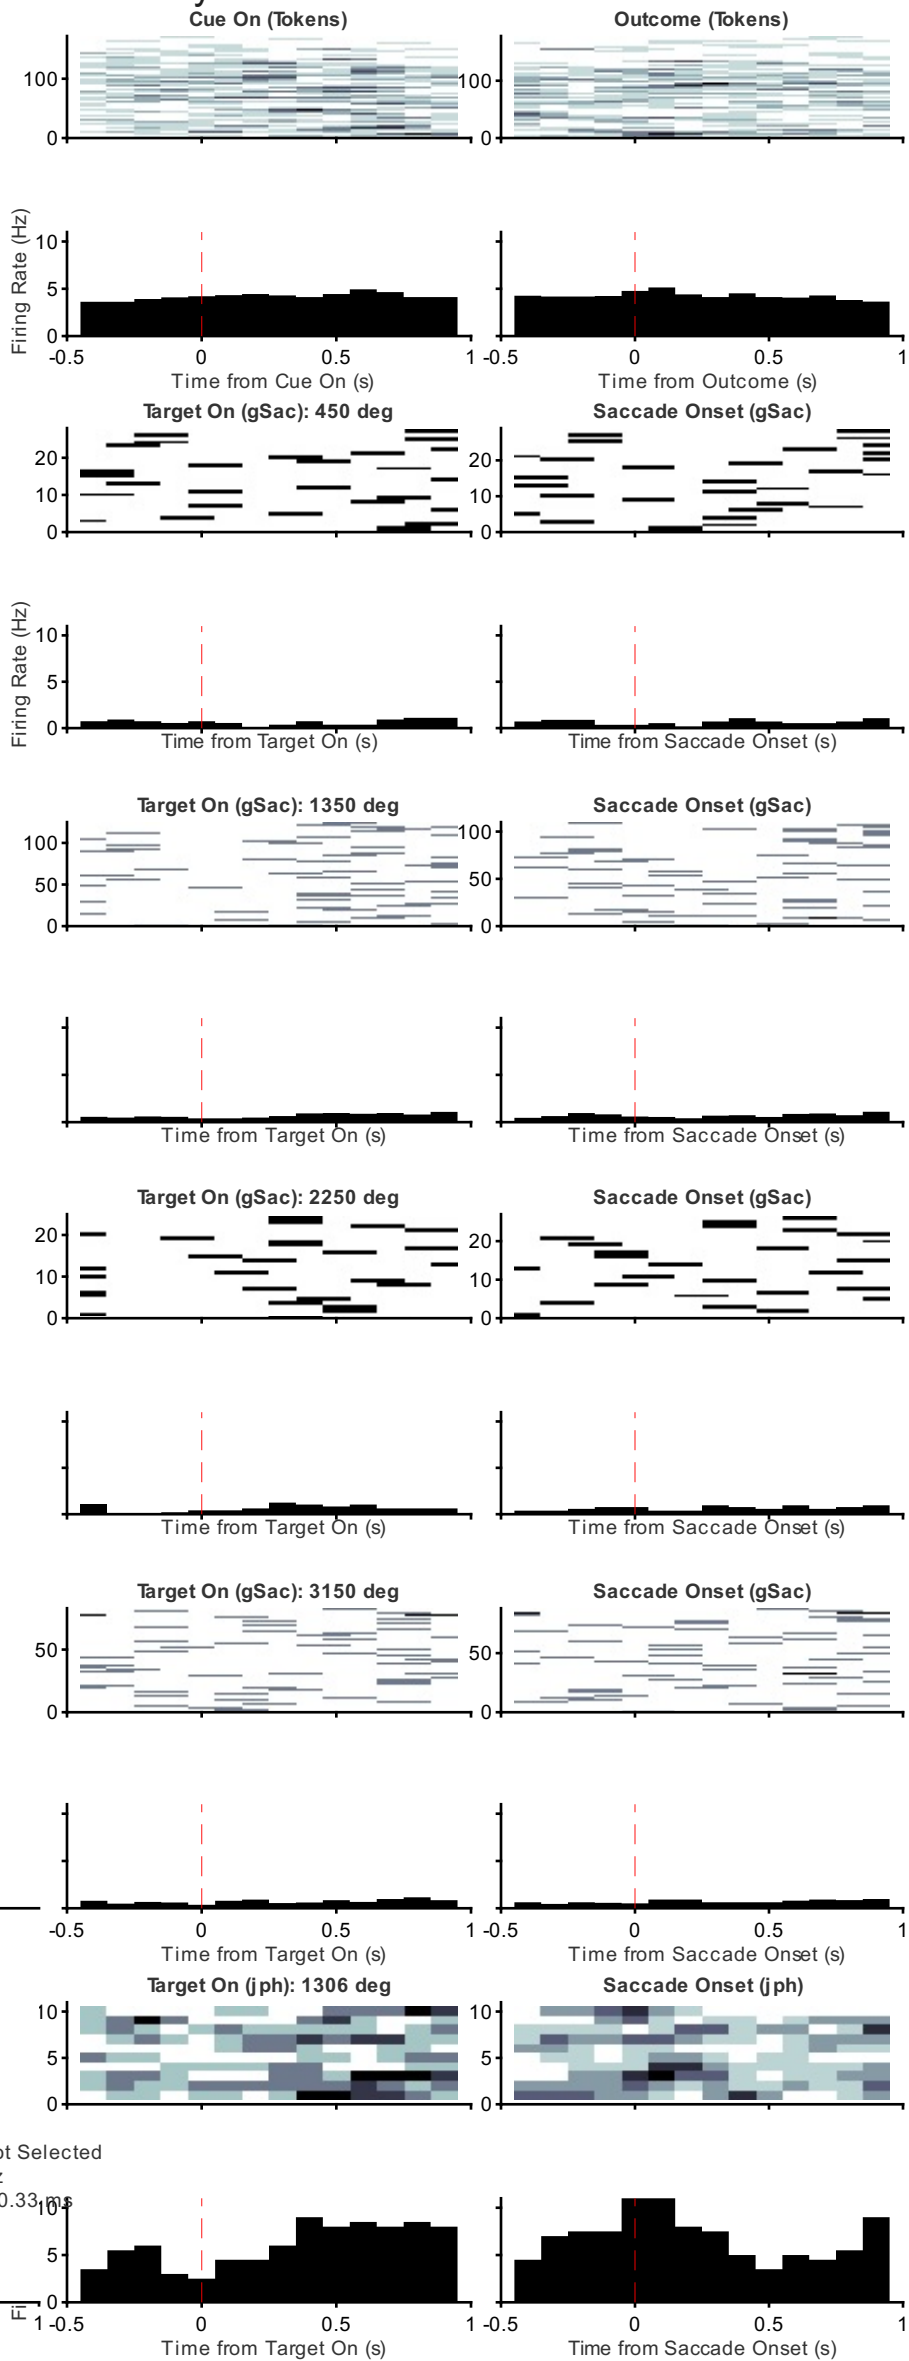 Cue On (Tokens) Outcome (Tokens)
100 100
0 0
Firing Rate (Hz)
10
5
0
-0.5 0 0.5 1 -0.5 0 0.5 1
Time from Cue On (s) Time from Outcome (s)
Target On (gSac): 450 deg Saccade Onset (gSac)
20 20
10 10
0 0
Firing Rate (Hz)
10
5
0
Time from Target On (s) Time from Saccade Onset (s)
Target On (gSac): 1350 deg Saccade Onset (gSac)
100 100
50 50
0 0
Time from Target On (s) Time from Saccade Onset (s)
Target On (gSac): 2250 deg Saccade Onset (gSac)
20 20
10 10
0 0
Time from Target On (s) Time from Saccade Onset (s)
Target On (gSac): 3150 deg Saccade Onset (gSac)
50 50
0 0
-0.5 0 0.5 1 -0.5 0 0.5 1
Time from Target On (s) Time from Saccade Onset (s)
Target On (jph): 1306 deg Saccade Onset (jph)
10 10
5 5
0 0
ot Selected
z
0.33 ms
10
5
0
Fi
1 -0.5 0 0.5 1 -0.5 0 0.5 1
Time from Target On (s) Time from Saccade Onset (s)